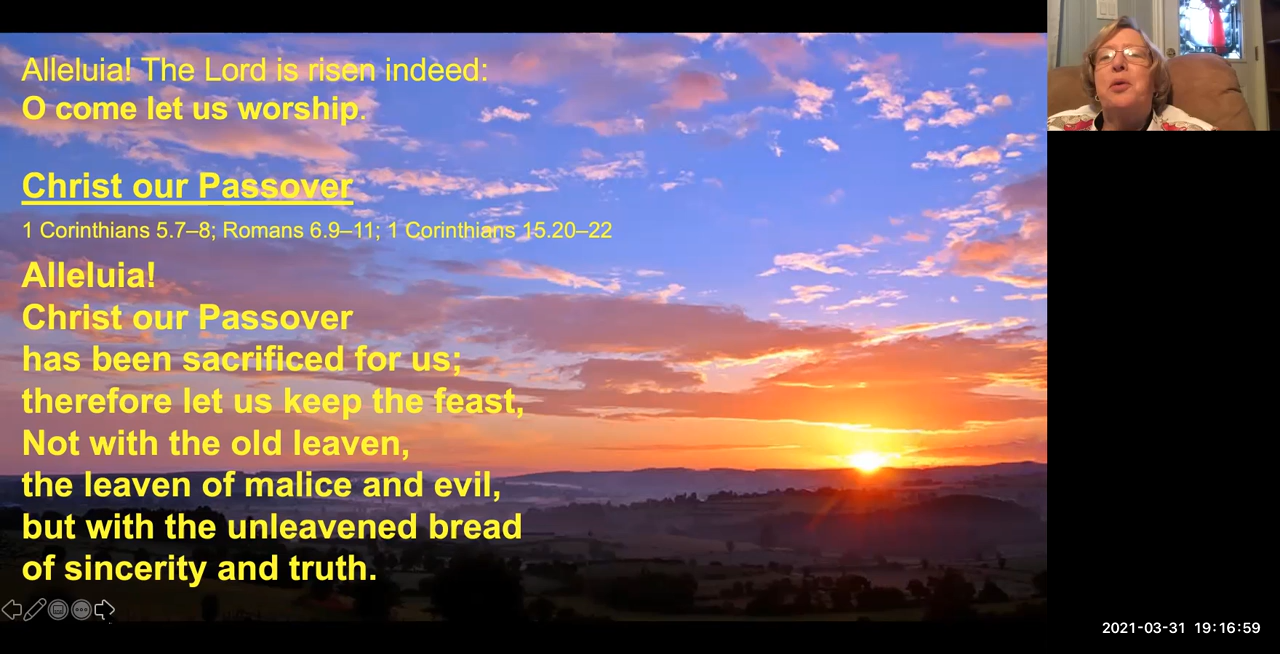 Alleluia! The Lord is risen indeed:
O come let us worship.
Christ our Passover
1 Corinthians 5.7–8; Romans 6.9–11; 1 Corinthians 15.20–22
Alleluia!
Christ our Passover
has been sacrificed for us;
therefore let us keep the feast,
Not with the old leaven,
the leaven of malice and evil,
but with the unleavened bread
of sincerity and truth.
2021-03-31 19:16:59